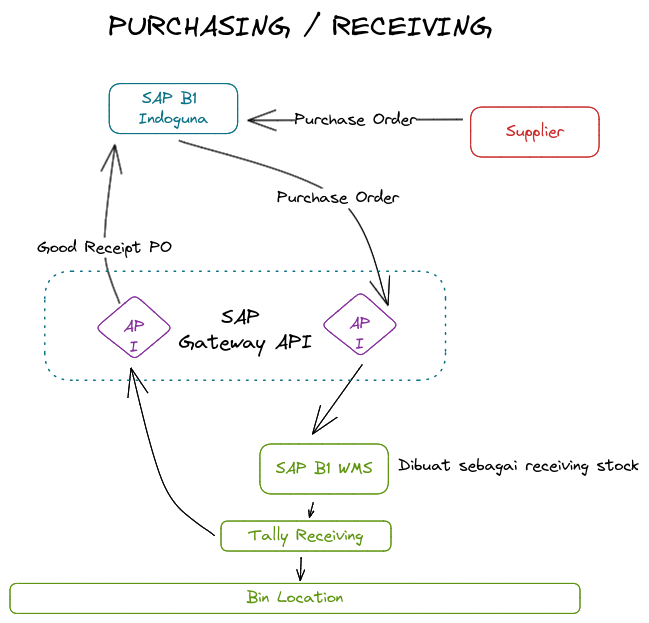 PURCHASING / RECEIVING
SAP B1
Indoguna
Purchase Order
Supplier
Purchase Order
Good Receipt PO
AP
I
SAP
Gateway API
AP
I
SAP B1 WMS
Dibuat sebagai receiving stock
Tally Receiving
Bin Location